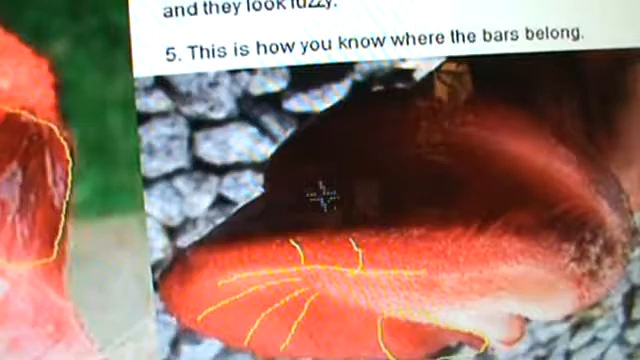 and they look fuzzy.
5. This is how you know where the bars belong.